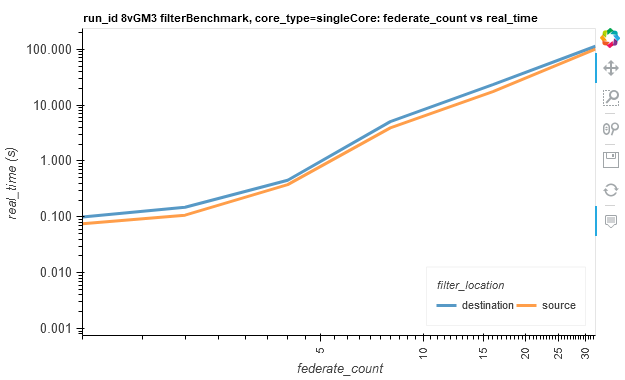 run_id 8vGM3 filterBenchmark, core_type=singleCore: federate_count vs real_time
100.000
10.000
1.000
0.100
0.010
0.001
real_time (s)
filter_location
destination
source
5
10
15
20
25
30
federate_count